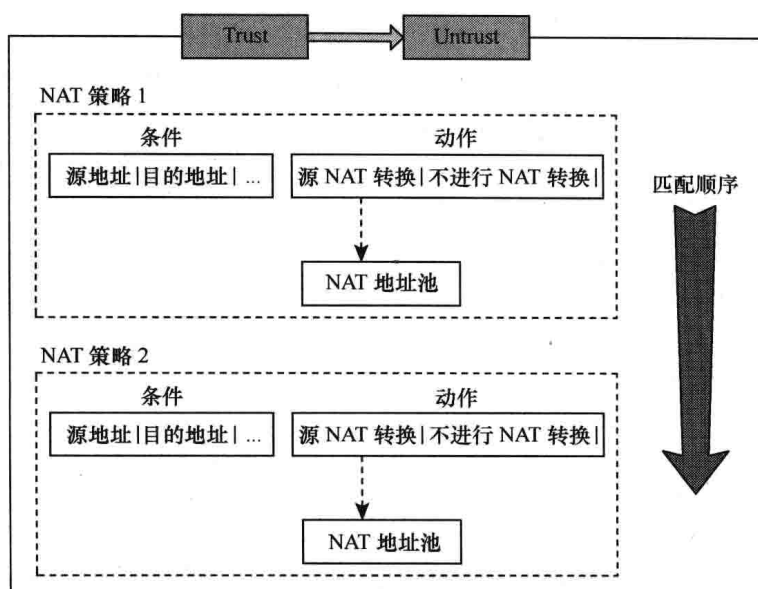 Trust
Untrust
NAT 策略 1
条件
动作
源地址|目的地址| ...
源 NAT 转换|不进行 NAT 转换|
匹配顺序
NAT 地址池
NAT 策略 2
条件
动作
源地址|目的地址| ...
源 NAT 转换|不进行 NAT 转换|
NAT 地址池